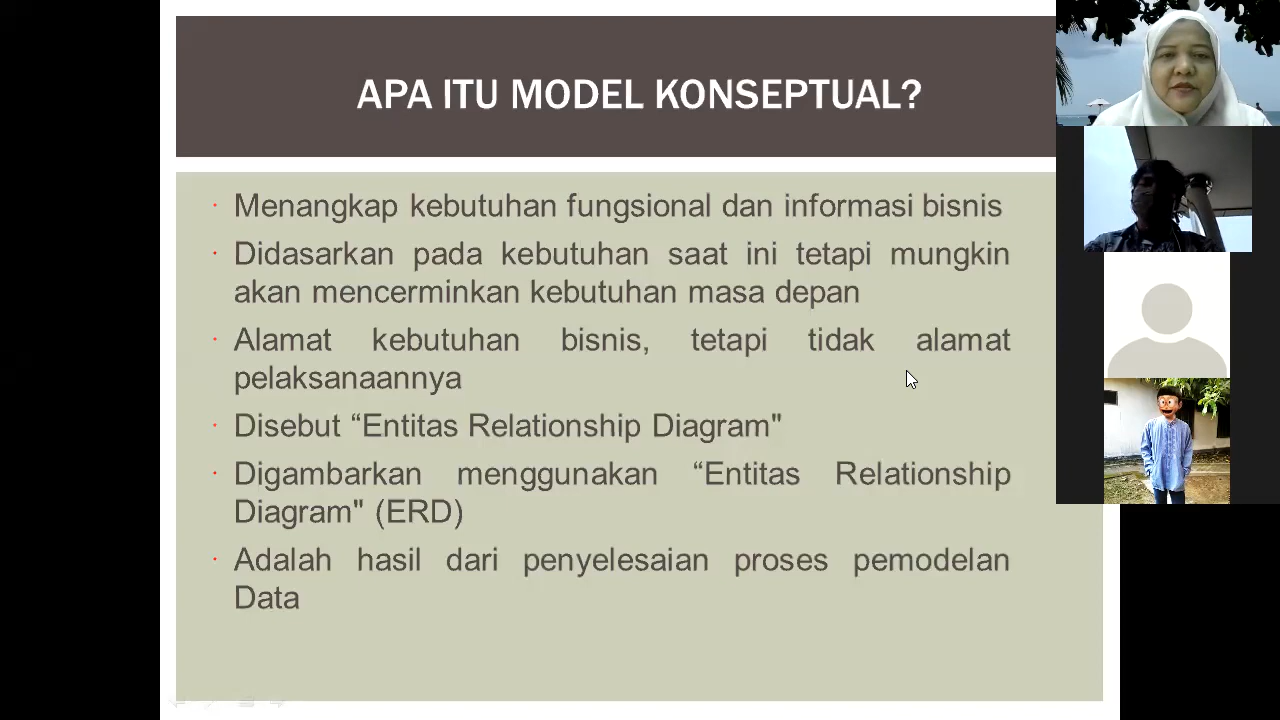 APA ITU MODEL KONSEPTUAL?
· Menangkap kebutuhan fungsional dan informasi bisnis
· Didasarkan pada kebutuhan saat ini tetapi mungkin
akan mencerminkan kebutuhan masa depan
· Alamat kebutuhan bisnis, tetapi tidak alamat
pelaksanaannya
· Disebut “Entitas Relationship Diagram"
· Digambarkan menggunakan “Entitas Relationship
Diagram" (ERD)
· Adalah hasil dari penyelesaian proses pemodelan
Data